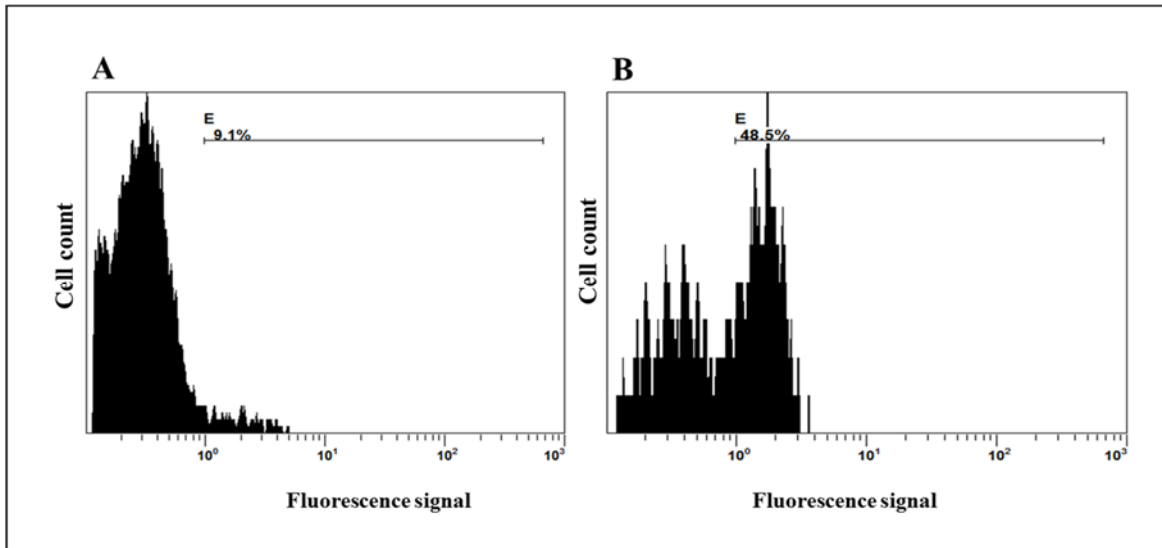 A
E
9.1%
Cell count
10⁰ 10¹ 10² 10³
Fluorescence signal
B
E
48.5%
Cell count
10⁰ 10¹ 10² 10³
Fluorescence signal